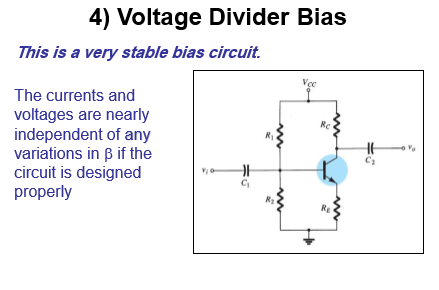 4) Voltage Divider Bias
This is a very stable bias circuit.
The currents and
voltages are nearly
independent of any
variations in β if the
circuit is designed
properly
VCC
RC
R1
C2
vo
vi
C1
R2
RE